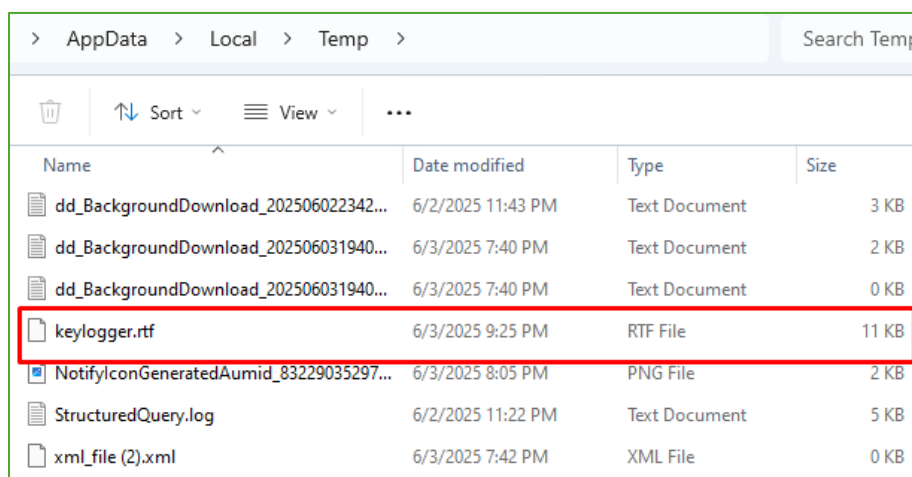 > AppData > Local > Temp > Search Temp
Sort View ...
Name Date modified Type Size
dd_BackgroundDownload_202506022342... 6/2/2025 11:43 PM Text Document 3 KB
dd_BackgroundDownload_202506031940... 6/3/2025 7:40 PM Text Document 2 KB
dd_BackgroundDownload_202506031940... 6/3/2025 7:40 PM Text Document 0 KB
keylogger.rtf 6/3/2025 9:25 PM RTF File 11 KB
NotifyIconGeneratedAumid_83229035297... 6/3/2025 8:05 PM PNG File 2 KB
StructuredQuery.log 6/2/2025 11:22 PM Text Document 5 KB
xml_file (2).xml 6/3/2025 7:42 PM XML File 0 KB